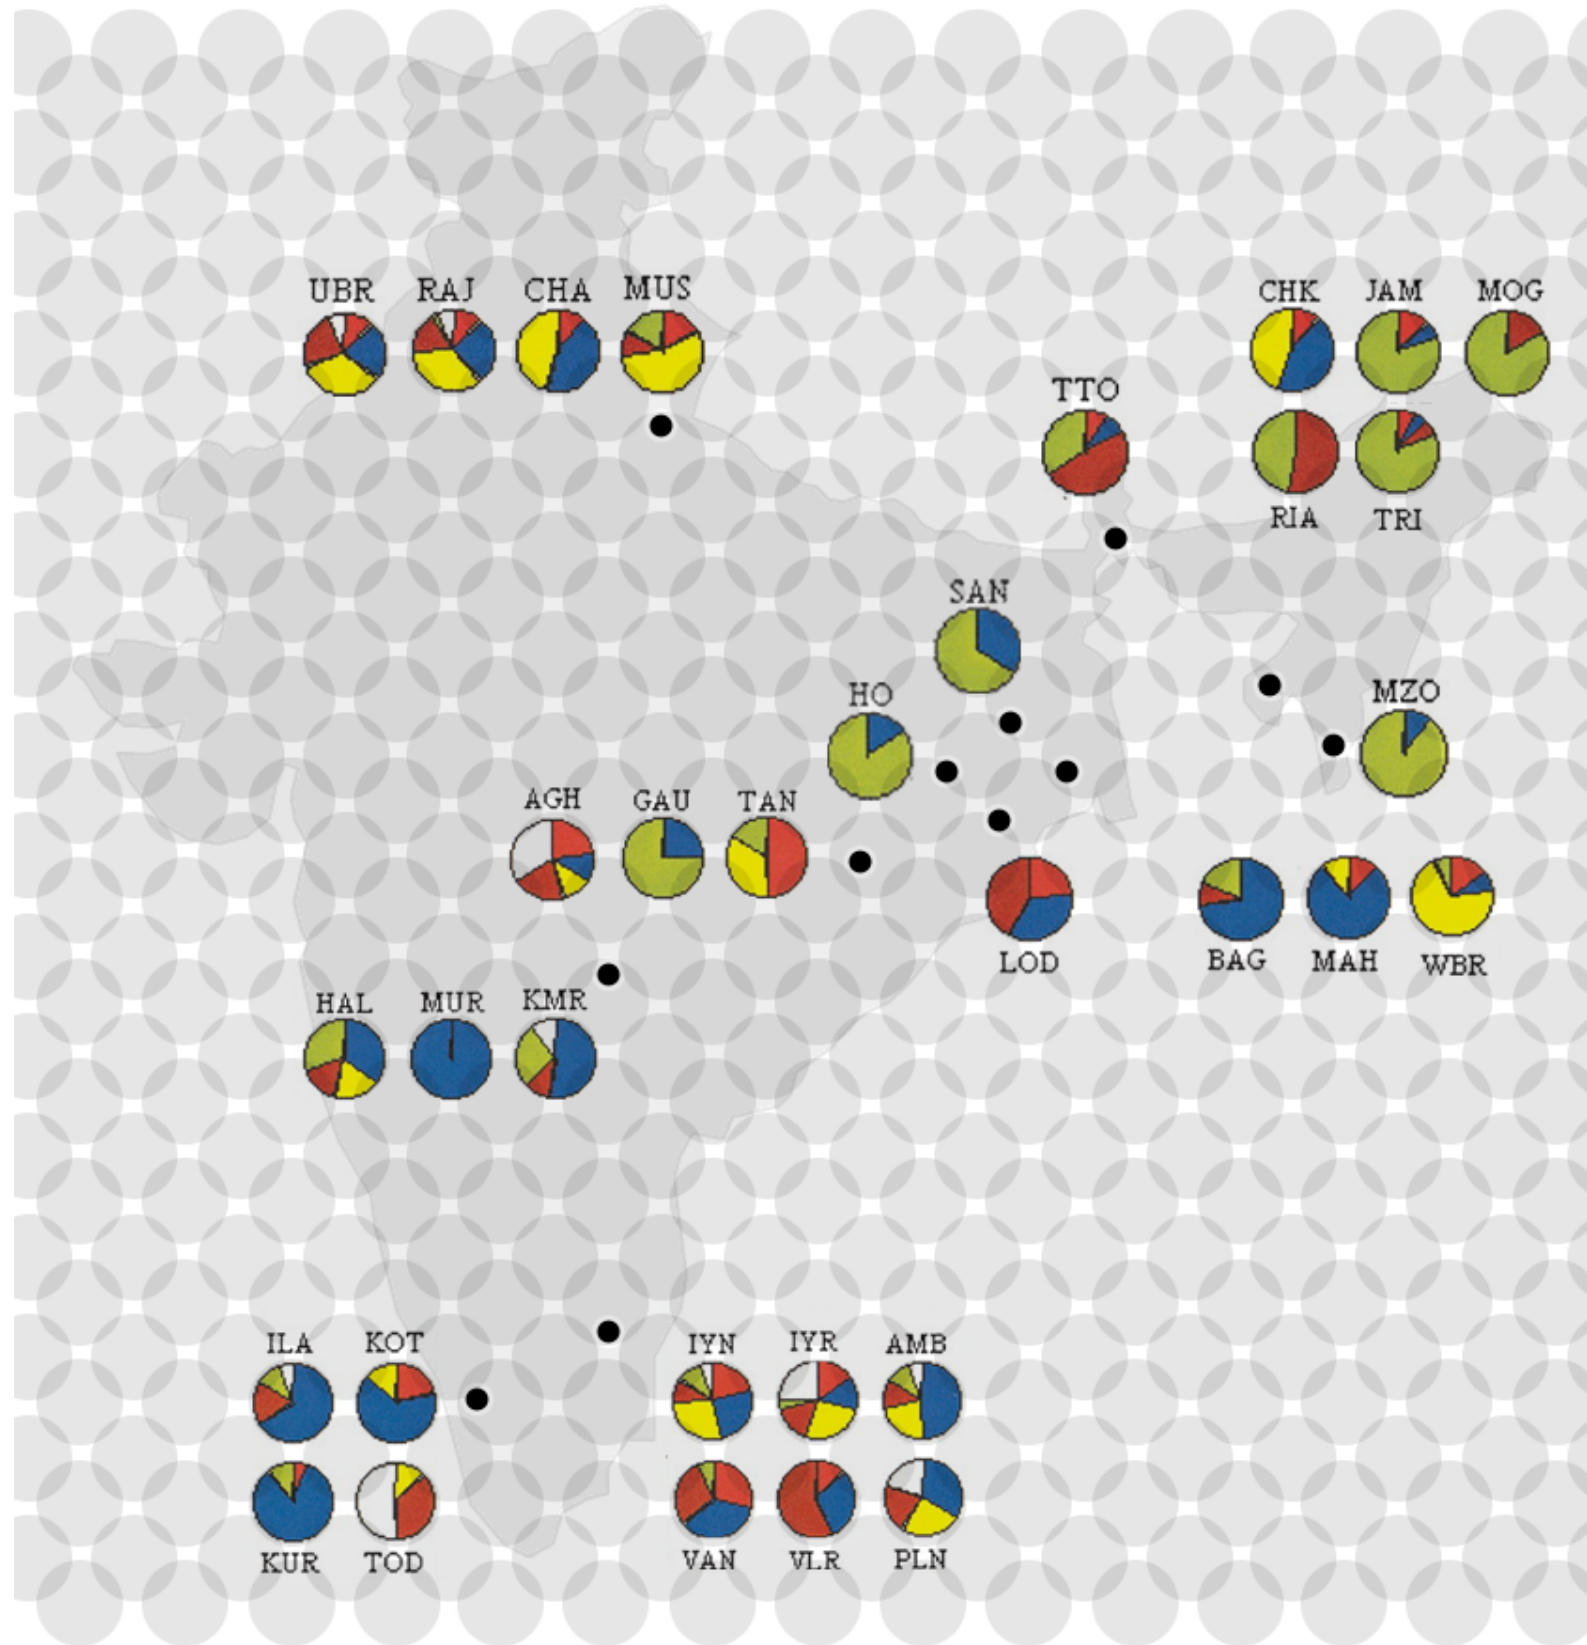 UBR RAJ CHA MUS
CHK JAM MOG
TTO
RIA TRI
SAN
HO
MZO
AGH GAU TAN
LOD
BAG MAH WBR
HAL MUR KMR
ILA KOT
IYN IYR AMB
KUR TOD
VAN VLR PLN